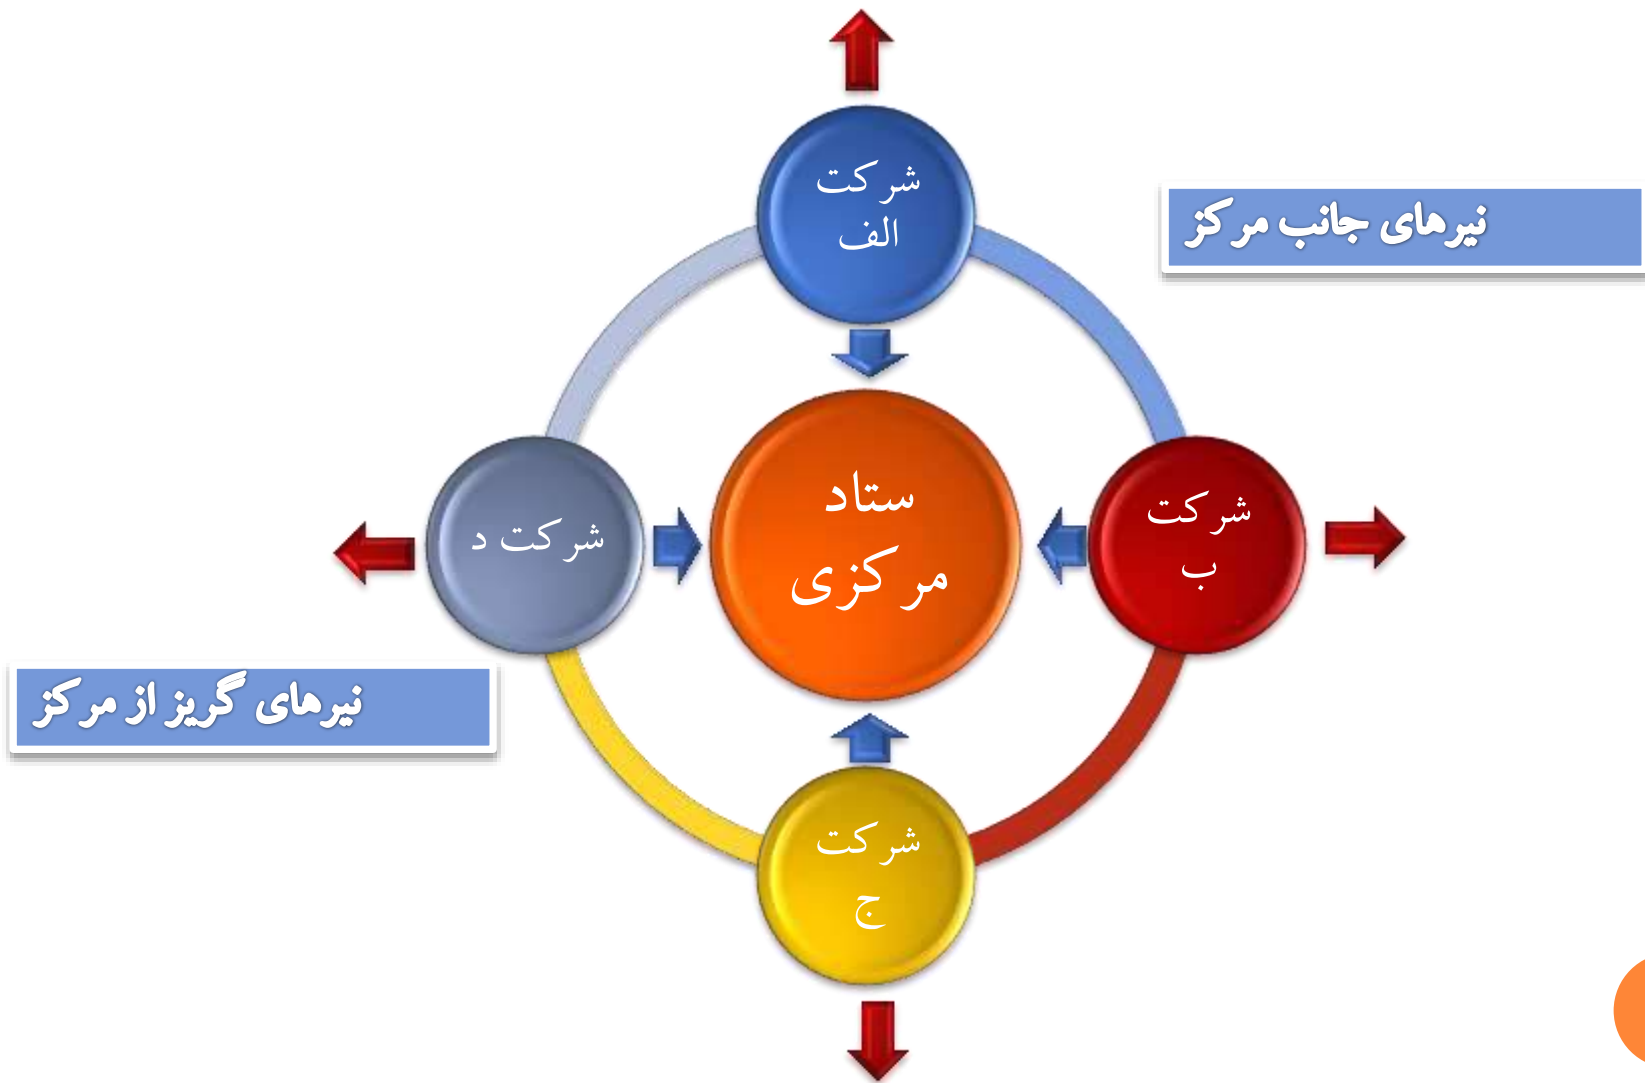 شرکت
الف
نیرهای جانب مرکز
ستاد
مرکزی
شرکت
ب
شرکت د
نیرهای گریز از مرکز
شرکت
ج